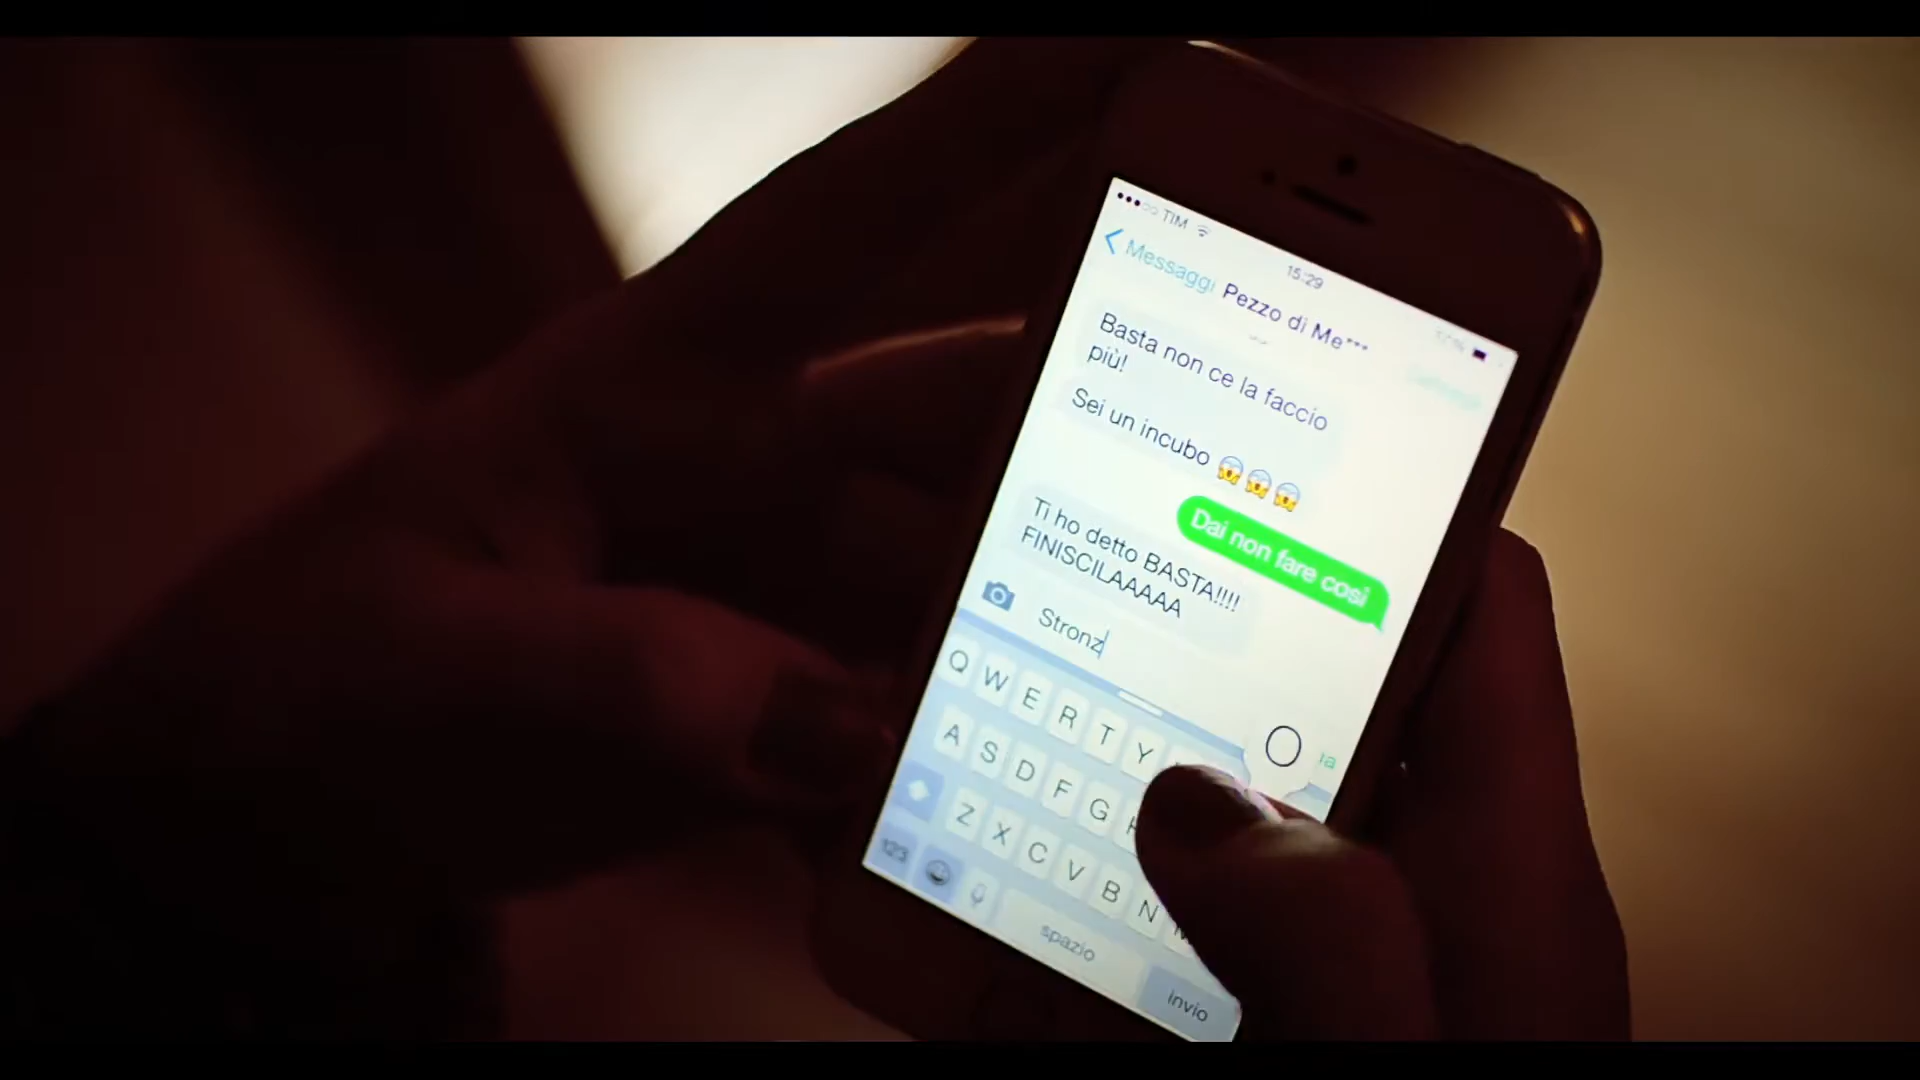 TIM
15:29
Messaggi Pezzo di Me***
Basta non ce la faccio
più!
Sei un incubo 😱😱😱
Dai non fare così
Ti ho detto BASTA!!!!
FINISCILAAAAA
Stronz
O
Q W E R T Y
A S D F G H
Z X C V B N M
123
spazio
invio